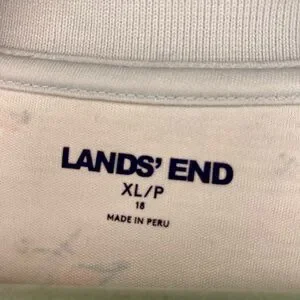 LANDS' END
XL/P
18
MADE IN PERU